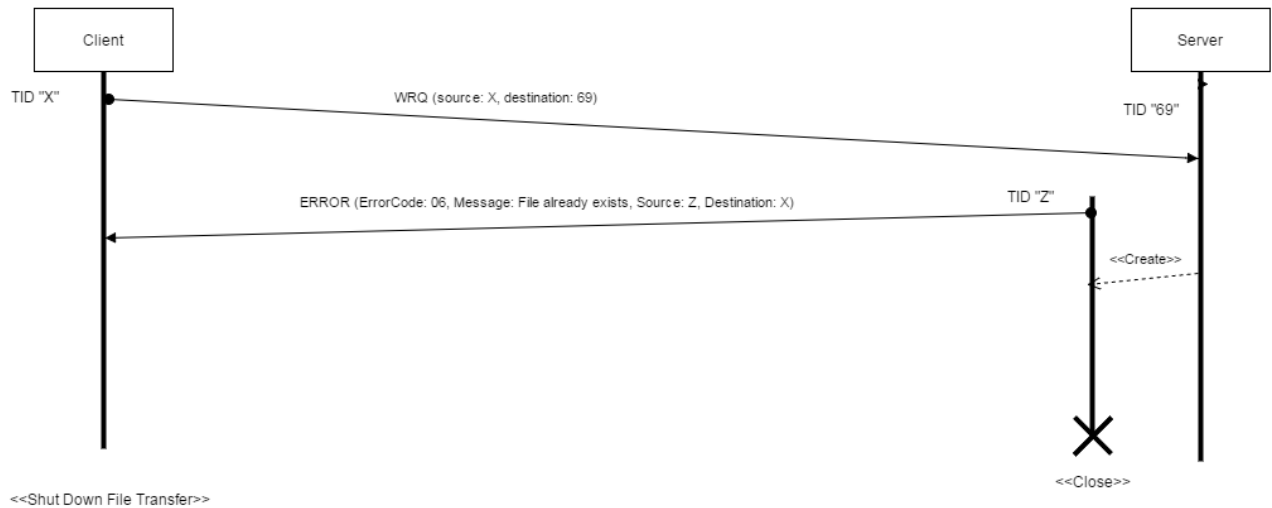 Client
Server
TID "X"
WRQ (source: X, destination: 69)
TID "69"
ERROR (ErrorCode: 06, Message: File already exists, Source: Z, Destination: X)
TID "Z"
<<Create>>
<<Close>>
<<Shut Down File Transfer>>